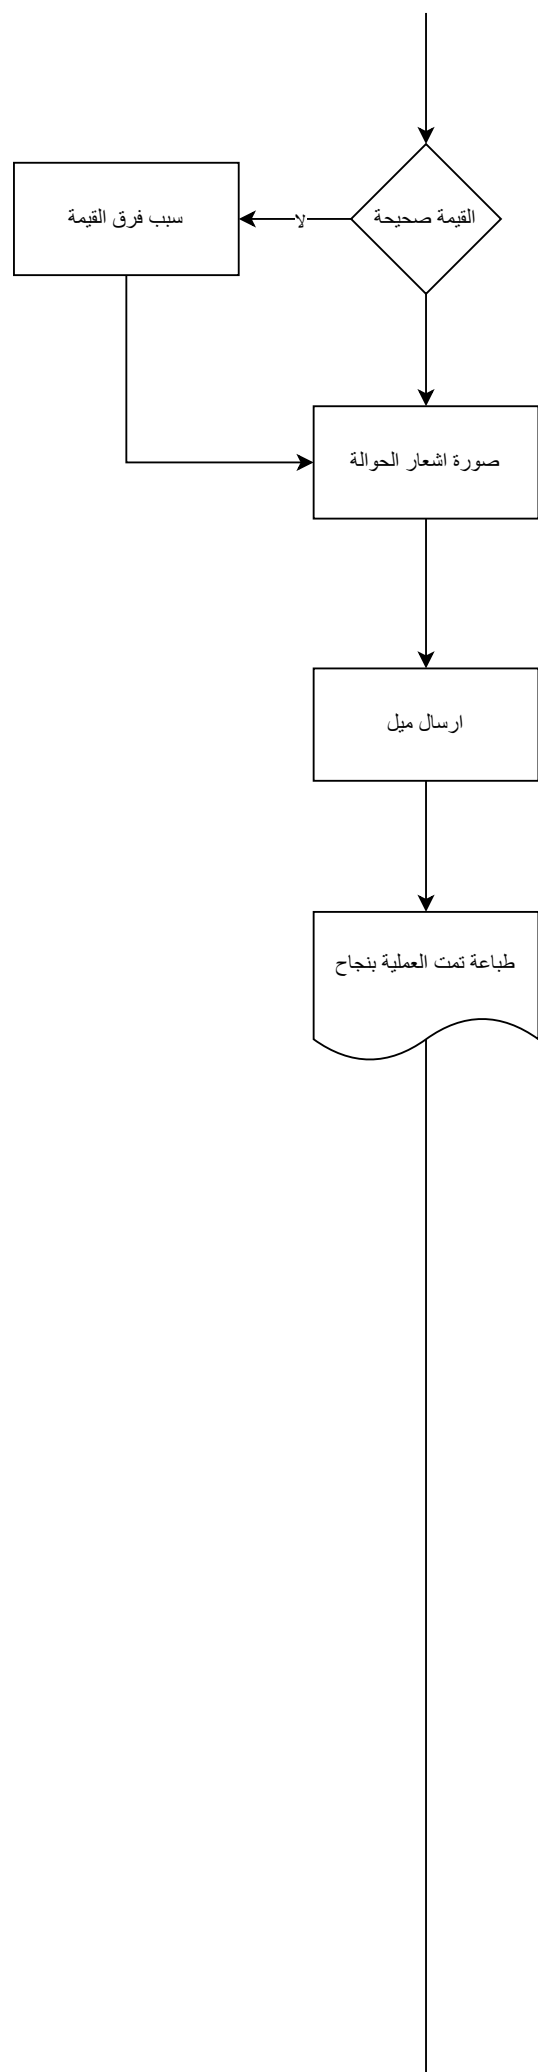 القيمة صحيحة
لا
سبب فرق القيمة
صورة اشعار الحوالة
ارسال ميل
طباعة تمت العملية بنجاح